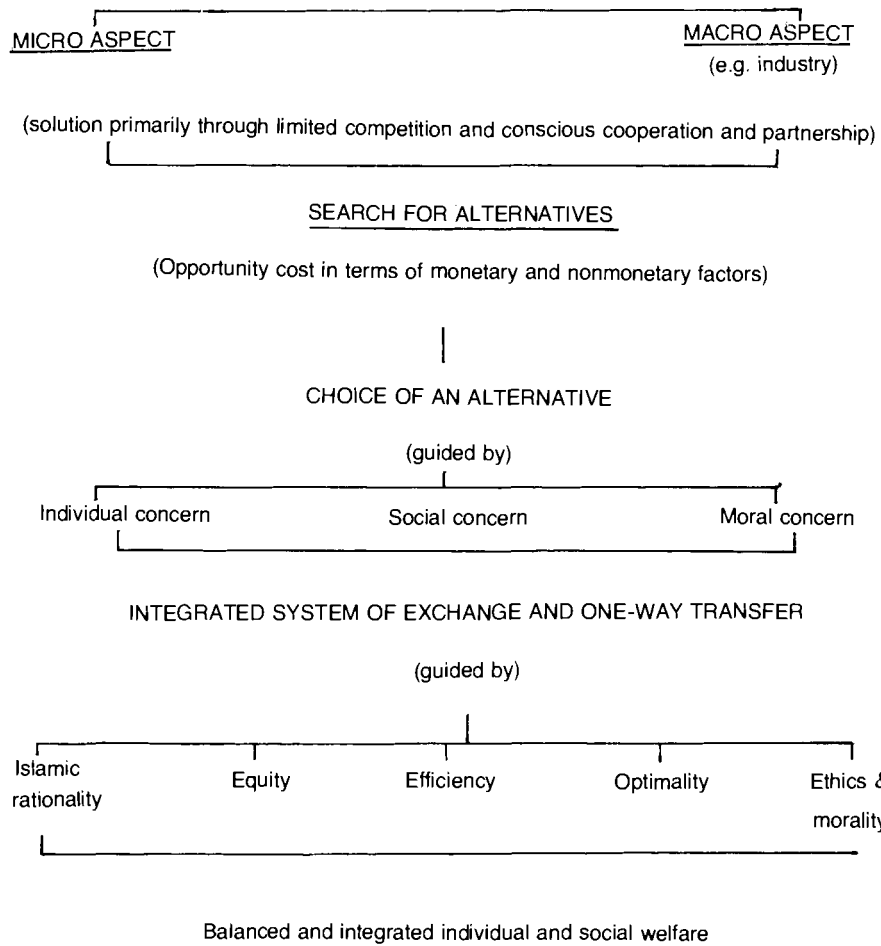 MICRO ASPECT MACRO ASPECT
(e.g. industry)
(solution primarily through limited competition and conscious cooperation and partnership)
SEARCH FOR ALTERNATIVES
(Opportunity cost in terms of monetary and nonmonetary factors)
CHOICE OF AN ALTERNATIVE
(guided by)
Individual concern Social concern Moral concern
INTEGRATED SYSTEM OF EXCHANGE AND ONE-WAY TRANSFER
(guided by)
Islamic rationality Equity Efficiency Optimality Ethics & morality
Balanced and integrated individual and social welfare